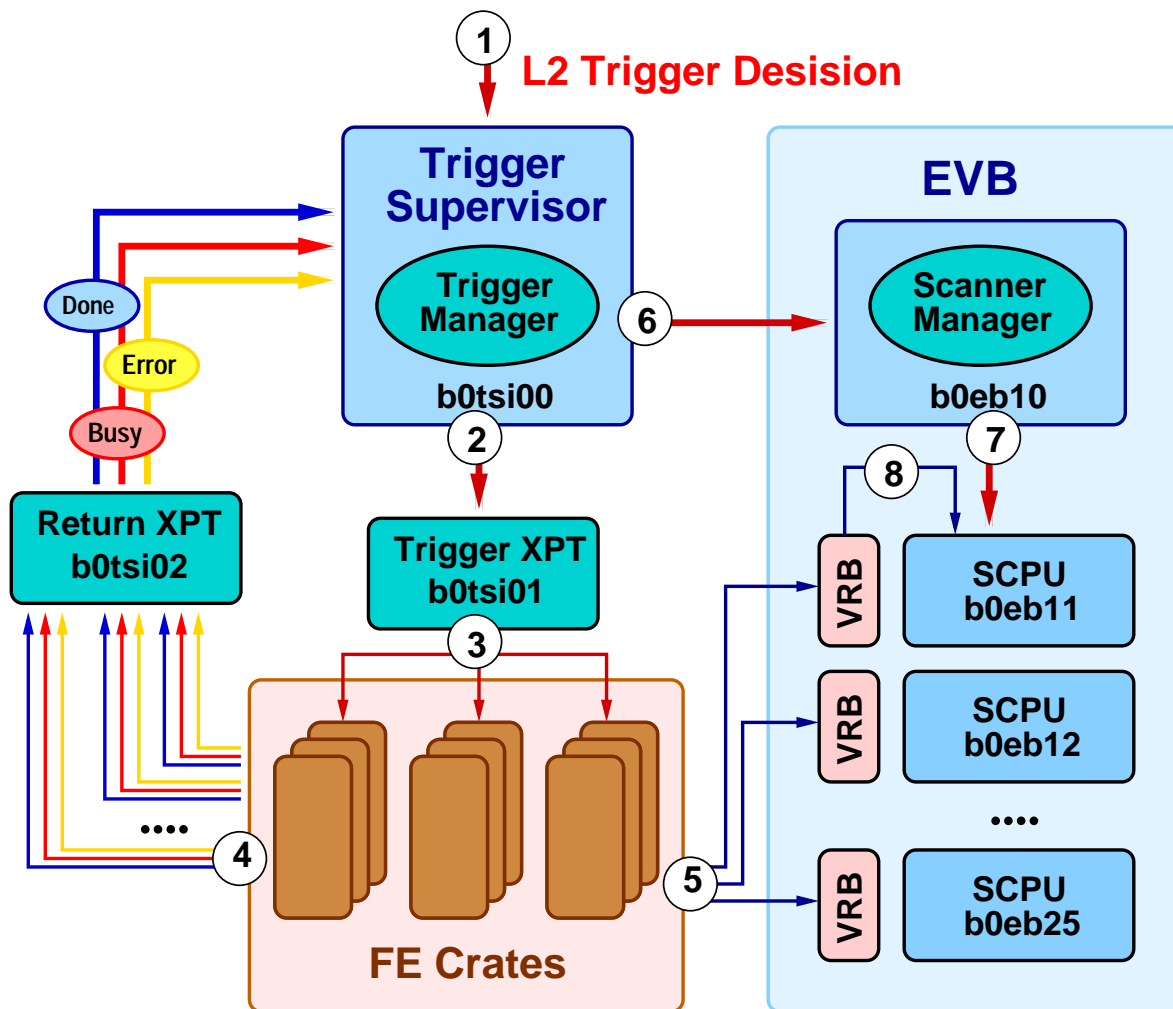 1
L2 Trigger Desision
Trigger
Supervisor
Trigger
Manager
b0tsi00
EVB
Scanner
Manager
b0eb10
6
Done
Error
Busy
2
7
8
Return XPT
b0tsi02
Trigger XPT
b0tsi01
3
VRB
SCPU
b0eb11
VRB
SCPU
b0eb12
....
....
4
5
VRB
SCPU
b0eb25
FE Crates